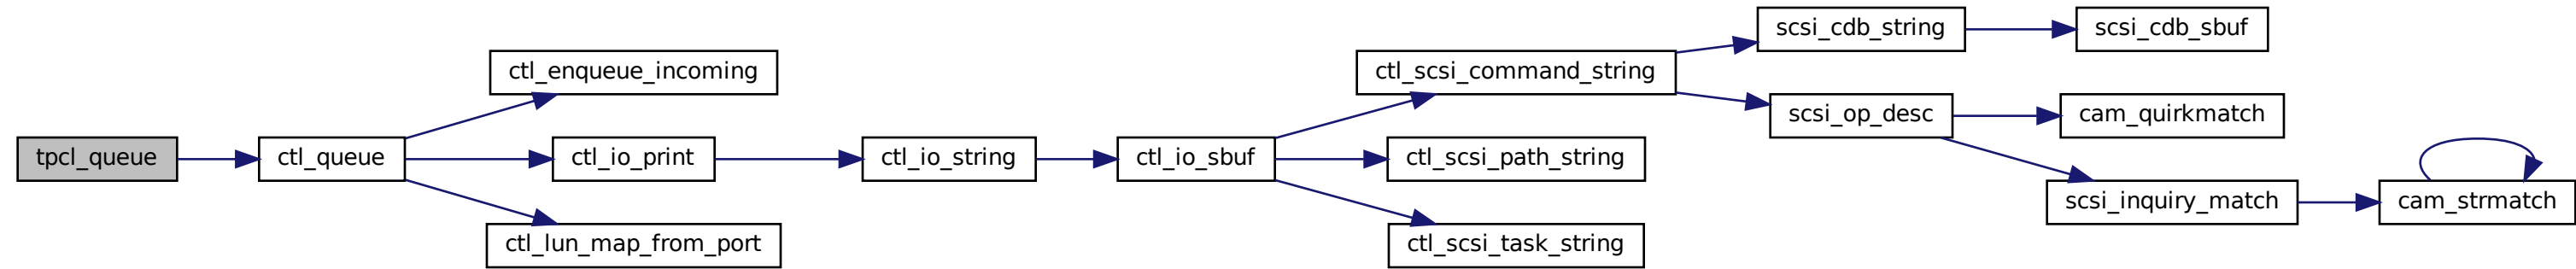 tpcl_queue
ctl_queue
ctl_enqueue_incoming
ctl_io_print
ctl_lun_map_from_port
ctl_io_string
ctl_io_sbuf
ctl_scsi_command_string
ctl_scsi_path_string
ctl_scsi_task_string
scsi_cdb_string
scsi_op_desc
scsi_cdb_sbuf
cam_quirkmatch
scsi_inquiry_match
cam_strmatch